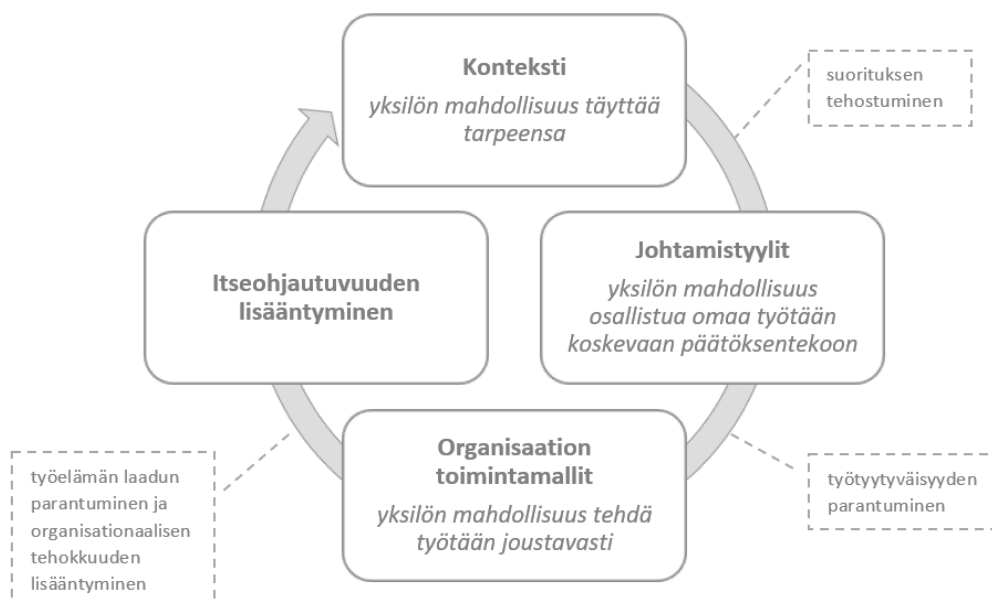 Konteksti
yksilön mahdollisuus täyttää
tarpeensa
suorituksen
tehostuminen
Johtamistyylit
yksilön mahdollisuus
osallistua omaa työtään
koskevaan päätöksentekoon
työtyytyväisyyden
parantuminen
Organisaation
toimintamallit
yksilön mahdollisuus tehdä
työtään joustavasti
työelämän laadun
parantuminen ja
organisationaalisen
tehokkuuden
lisääntyminen
Itseohjautuvuuden
lisääntyminen